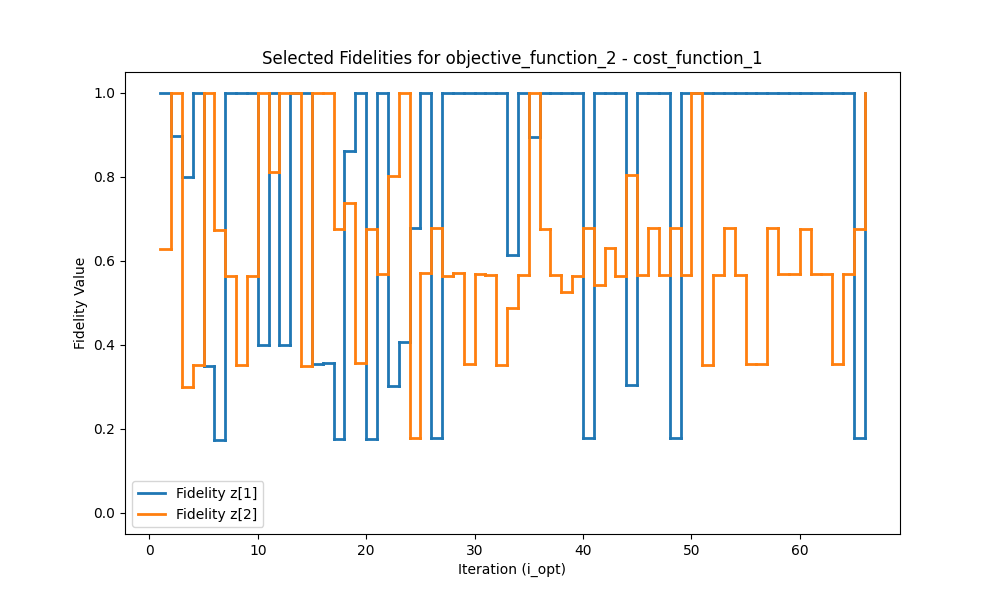 Selected Fidelities for objective_function_2 - cost_function_1
Fidelity Value
1.0
0.8
0.6
0.4
0.2
0.0
Fidelity z[1]
Fidelity z[2]
0 10 20 30 40 50 60
Iteration (i_opt)